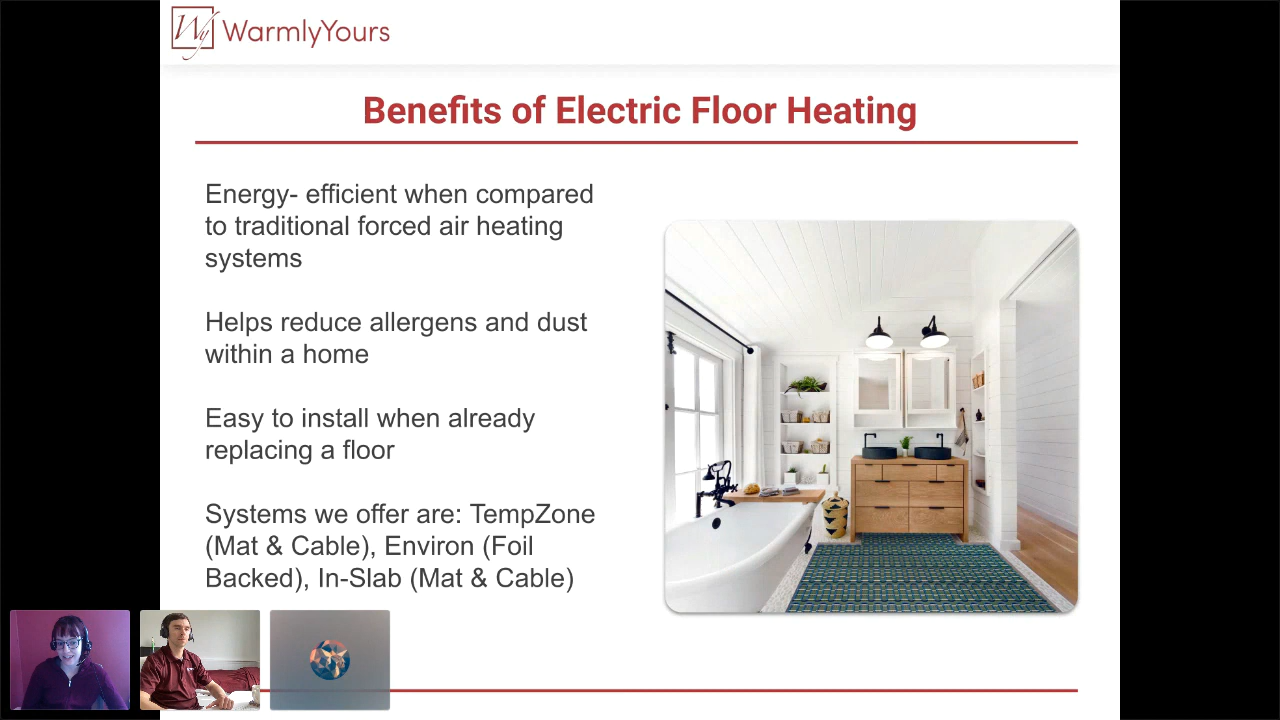 Wy WarmlyYours
Benefits of Electric Floor Heating
Energy- efficient when compared
to traditional forced air heating
systems
Helps reduce allergens and dust
within a home
Easy to install when already
replacing a floor
Systems we offer are: TempZone
(Mat & Cable), Environ (Foil
Backed), In-Slab (Mat & Cable)